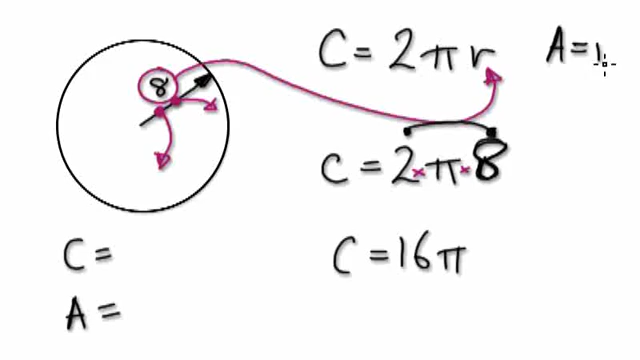 8
C = 2πr
A =
C = 2×π×8
C =
C = 16π
A =